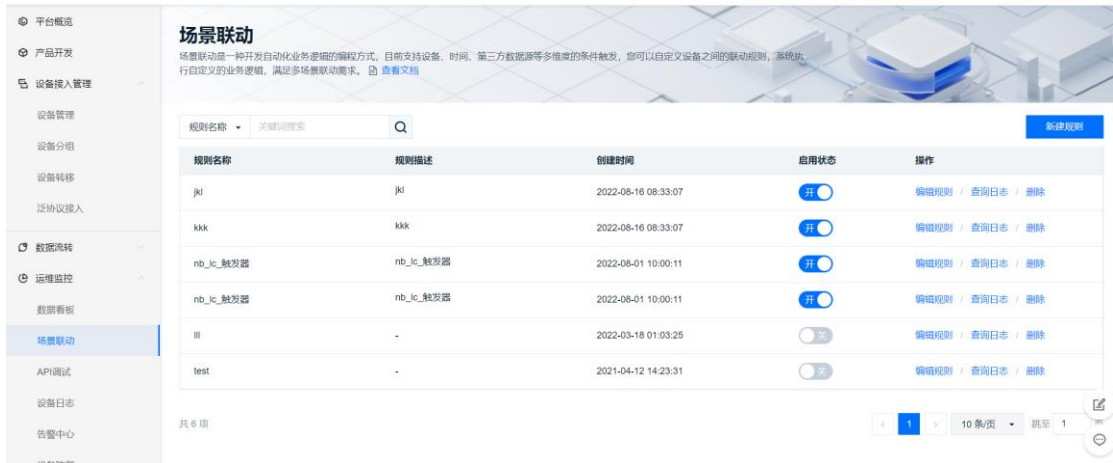 平台概览
产品开发
设备接入管理
设备管理
设备分组
设备转移
泛协议接入
数据流转
运维监控
数据看板
场景联动
API调试
设备日志
告警中心
场景联动
场景联动是一种开发自动化业务逻辑的编程方式，目前支持设备、时间、第三方数据源等多维度的条件触发，您可以自定义设备之间的联动规则，系统执
行自定义的业务逻辑，满足多场景联动需求。 查看文档
规则名称 关键词搜索 新建规则
规则名称 规则描述 创建时间 启用状态 操作
jkl jkl 2022-08-16 08:33:07 开 编辑规则 / 查询日志 / 删除
kkk kkk 2022-08-16 08:33:07 开 编辑规则 / 查询日志 / 删除
nb_lc_触发器 nb_lc_触发器 2022-08-01 10:00:11 开 编辑规则 / 查询日志 / 删除
nb_lc_触发器 nb_lc_触发器 2022-08-01 10:00:11 开 编辑规则 / 查询日志 / 删除
lll - 2022-03-18 01:03:25 关 编辑规则 / 查询日志 / 删除
test - 2021-04-12 14:23:31 关 编辑规则 / 查询日志 / 删除
共 6 项 < 1 > 10 条/页 跳至 1